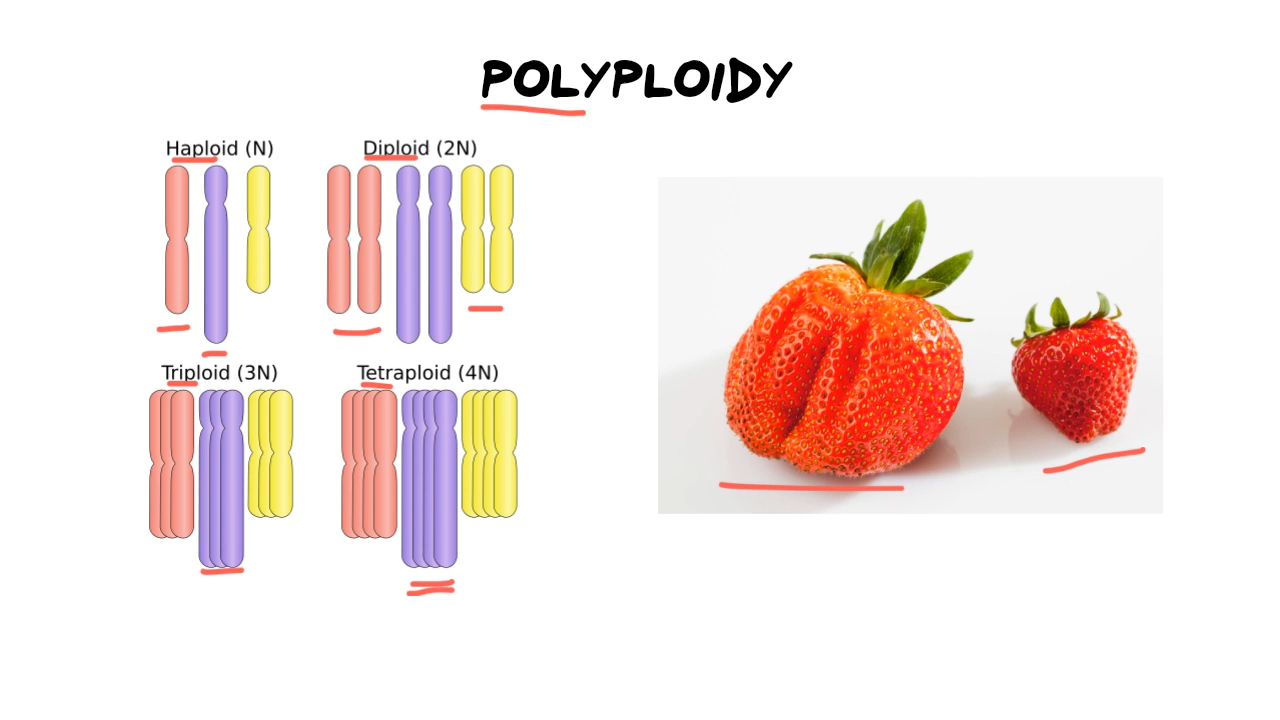 POLYPLOIDY
Haploid (N)
Diploid (2N)
Triploid (3N)
Tetraploid (4N)